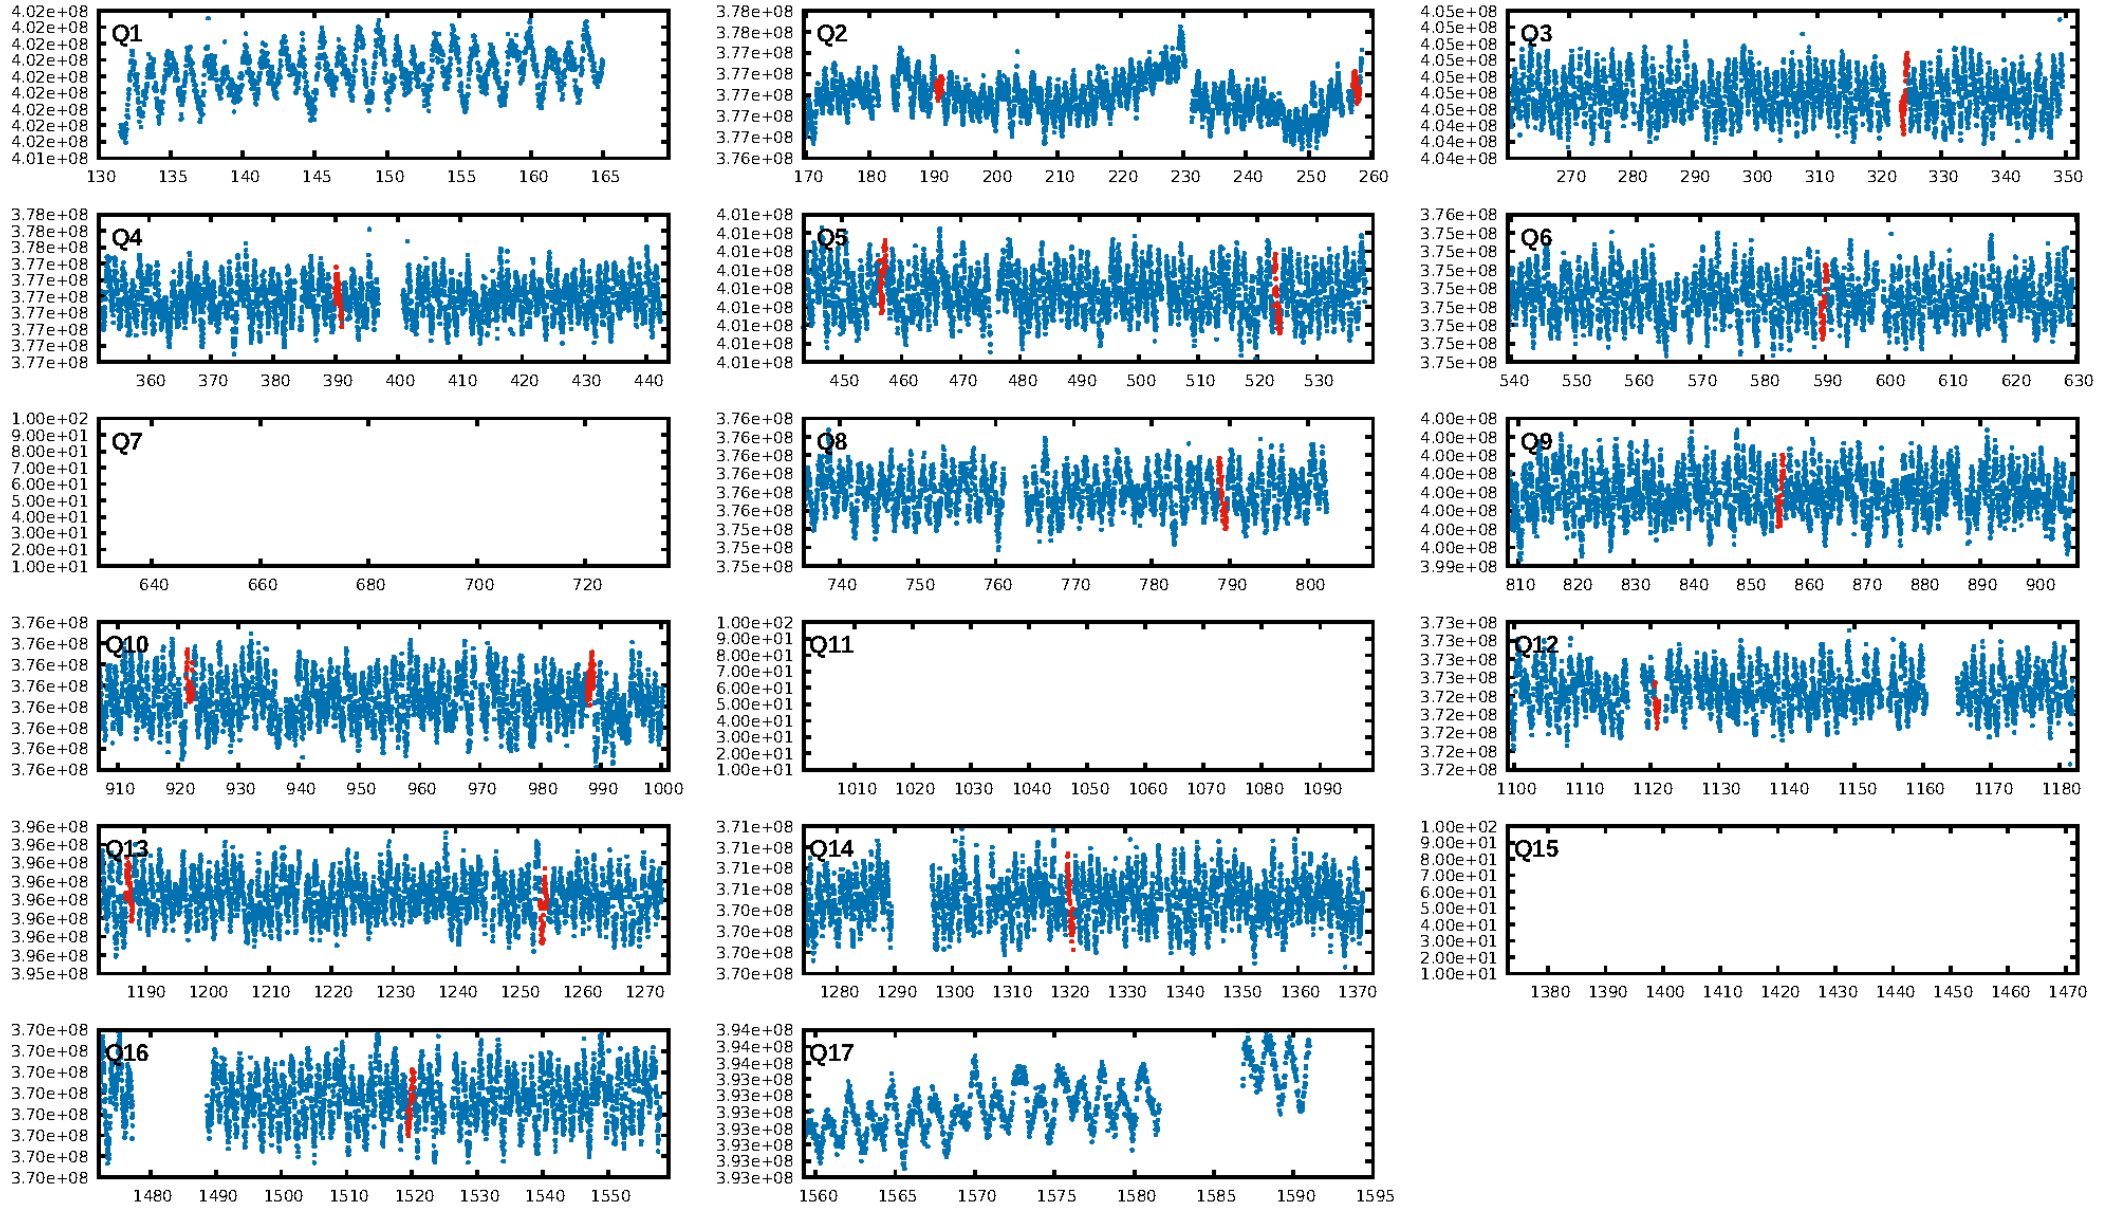 4.02e+08
4.02e+08
4.02e+08
4.02e+08
4.02e+08
4.02e+08
4.02e+08
4.02e+08
4.02e+08
4.01e+08
Q1
130 135 140 145 150 155 160 165
3.78e+08
3.78e+08
3.77e+08
3.77e+08
3.77e+08
3.77e+08
3.77e+08
3.76e+08
Q2
170 180 190 200 210 220 230 240 250 260
4.05e+08
4.05e+08
4.05e+08
4.05e+08
4.05e+08
4.05e+08
4.05e+08
4.04e+08
4.04e+08
4.04e+08
Q3
270 280 290 300 310 320 330 340 350
3.78e+08
3.78e+08
3.78e+08
3.77e+08
3.77e+08
3.77e+08
3.77e+08
3.77e+08
3.77e+08
3.77e+08
Q4
360 370 380 390 400 410 420 430 440
4.01e+08
4.01e+08
4.01e+08
4.01e+08
4.01e+08
4.01e+08
4.01e+08
4.01e+08
4.01e+08
Q5
450 460 470 480 490 500 510 520 530
3.76e+08
3.75e+08
3.75e+08
3.75e+08
3.75e+08
3.75e+08
3.75e+08
3.75e+08
3.75e+08
Q6
540 550 560 570 580 590 600 610 620 630
1.00e+02
9.00e+01
8.00e+01
7.00e+01
6.00e+01
5.00e+01
4.00e+01
3.00e+01
2.00e+01
1.00e+01
Q7
640 660 680 700 720
3.76e+08
3.76e+08
3.76e+08
3.76e+08
3.76e+08
3.76e+08
3.75e+08
3.75e+08
3.75e+08
Q8
740 750 760 770 780 790 800
4.00e+08
4.00e+08
4.00e+08
4.00e+08
4.00e+08
4.00e+08
4.00e+08
4.00e+08
3.99e+08
Q9
810 820 830 840 850 860 870 880 890 900
3.76e+08
3.76e+08
3.76e+08
3.76e+08
3.76e+08
3.76e+08
3.76e+08
3.76e+08
Q10
910 920 930 940 950 960 970 980 990 1000
1.00e+02
9.00e+01
8.00e+01
7.00e+01
6.00e+01
5.00e+01
4.00e+01
3.00e+01
2.00e+01
1.00e+01
Q11
1010 1020 1030 1040 1050 1060 1070 1080 1090
3.73e+08
3.73e+08
3.73e+08
3.73e+08
3.72e+08
3.72e+08
3.72e+08
3.72e+08
3.72e+08
Q12
1100 1110 1120 1130 1140 1150 1160 1170 1180
3.96e+08
3.96e+08
3.96e+08
3.96e+08
3.96e+08
3.96e+08
3.96e+08
3.96e+08
3.95e+08
Q13
1190 1200 1210 1220 1230 1240 1250 1260 1270
3.71e+08
3.71e+08
3.71e+08
3.71e+08
3.70e+08
3.70e+08
3.70e+08
3.70e+08
Q14
1280 1290 1300 1310 1320 1330 1340 1350 1360 1370
1.00e+02
9.00e+01
8.00e+01
7.00e+01
6.00e+01
5.00e+01
4.00e+01
3.00e+01
2.00e+01
1.00e+01
Q15
1380 1390 1400 1410 1420 1430 1440 1450 1460 1470
3.70e+08
3.70e+08
3.70e+08
3.70e+08
3.70e+08
3.70e+08
3.70e+08
3.70e+08
Q16
1480 1490 1500 1510 1520 1530 1540 1550
3.94e+08
3.94e+08
3.94e+08
3.93e+08
3.93e+08
3.93e+08
3.93e+08
3.93e+08
3.93e+08
3.93e+08
Q17
1560 1565 1570 1575 1580 1585 1590 1595